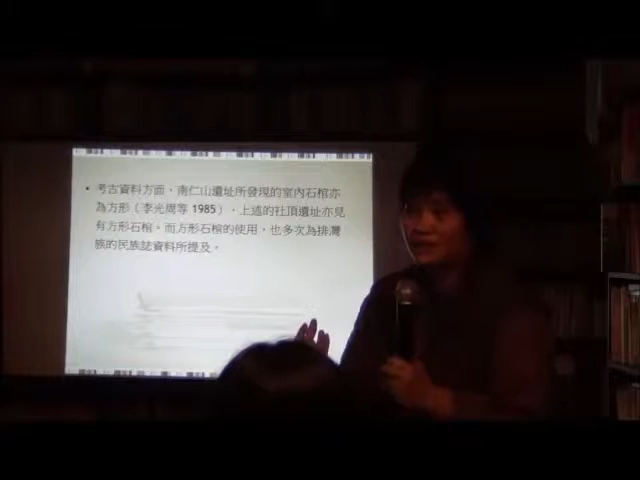 • 考古資料方面，南仁山遺址所發現的室內石棺亦
為方形（李光周等 1985），上述的社頂遺址亦見
有方形石棺。而方形石棺的使用，也多次為排灣
族的民族誌資料所提及。